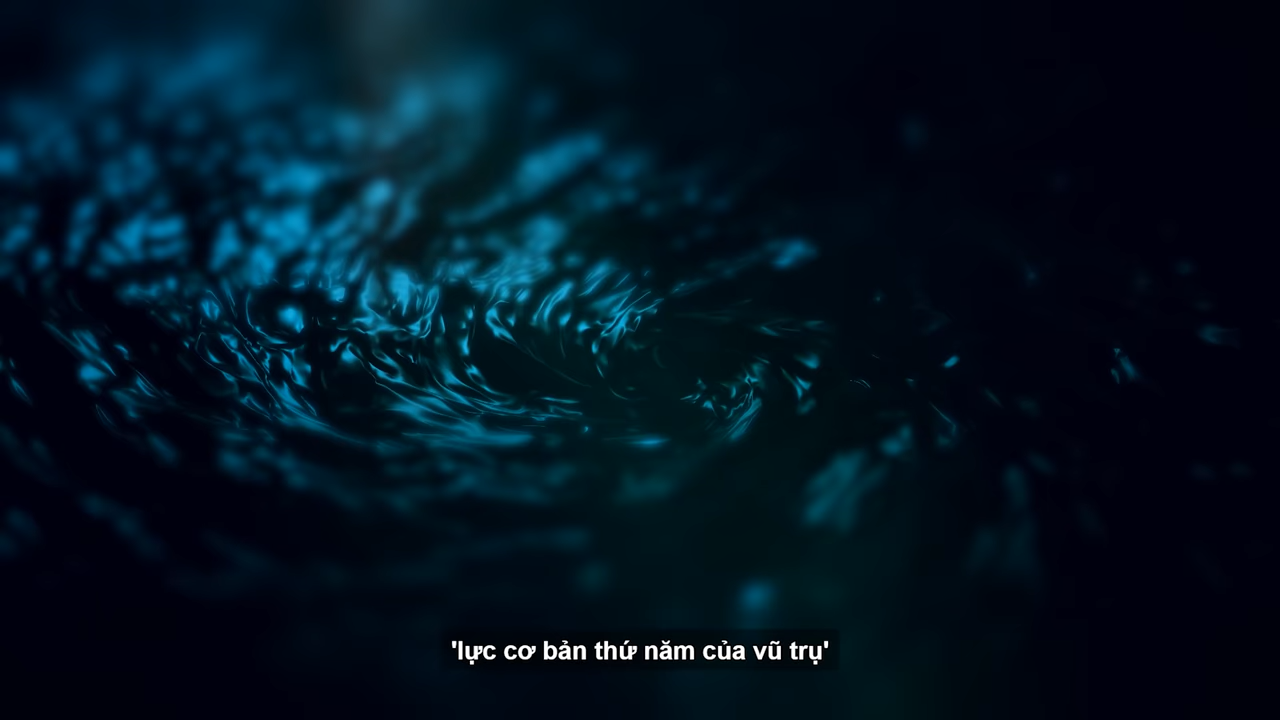 'lực cơ bản thứ năm của vũ trụ'